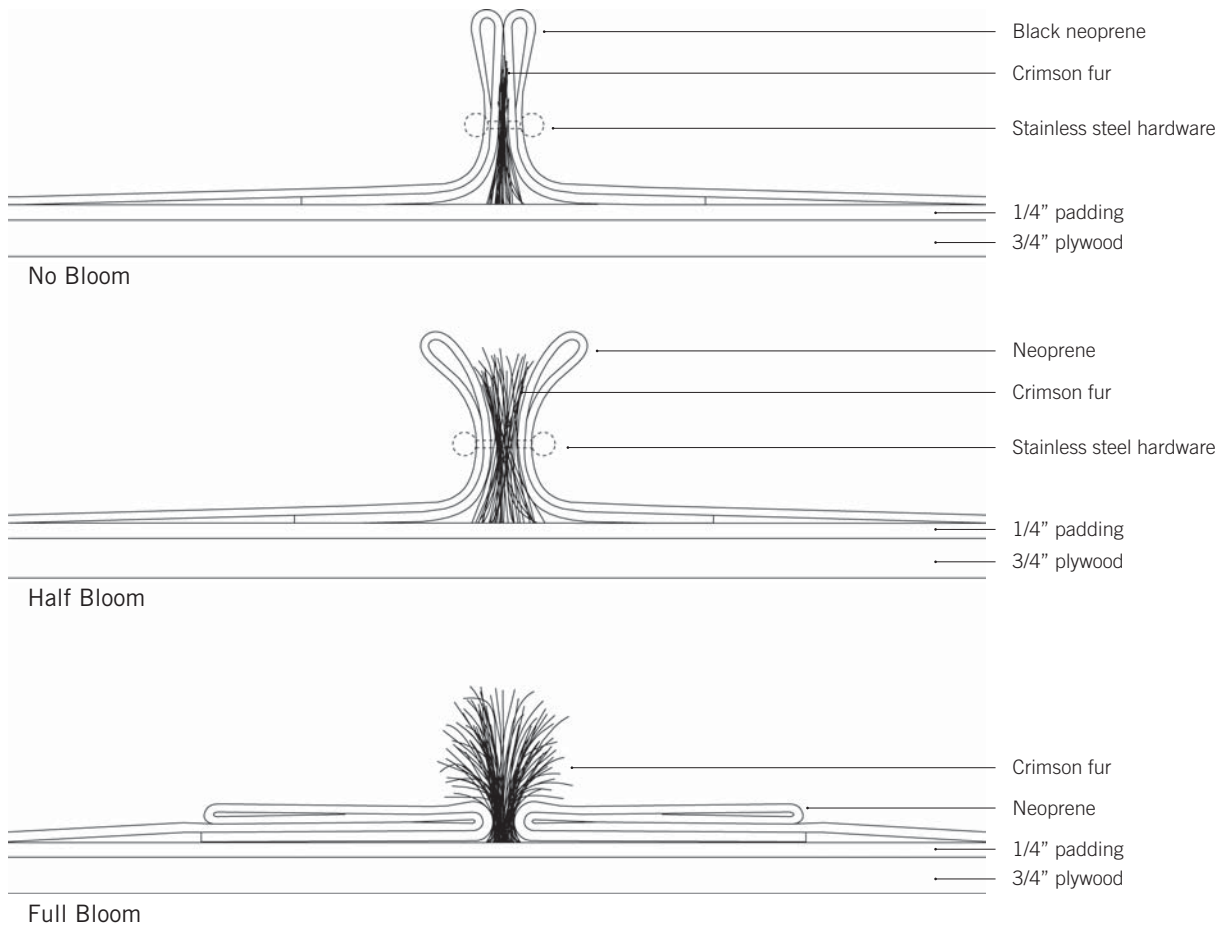 Black neoprene
Crimson fur
Stainless steel hardware
1/4” padding
3/4” plywood
No Bloom
Neoprene
Crimson fur
Stainless steel hardware
1/4” padding
3/4” plywood
Half Bloom
Crimson fur
Neoprene
1/4” padding
3/4” plywood
Full Bloom